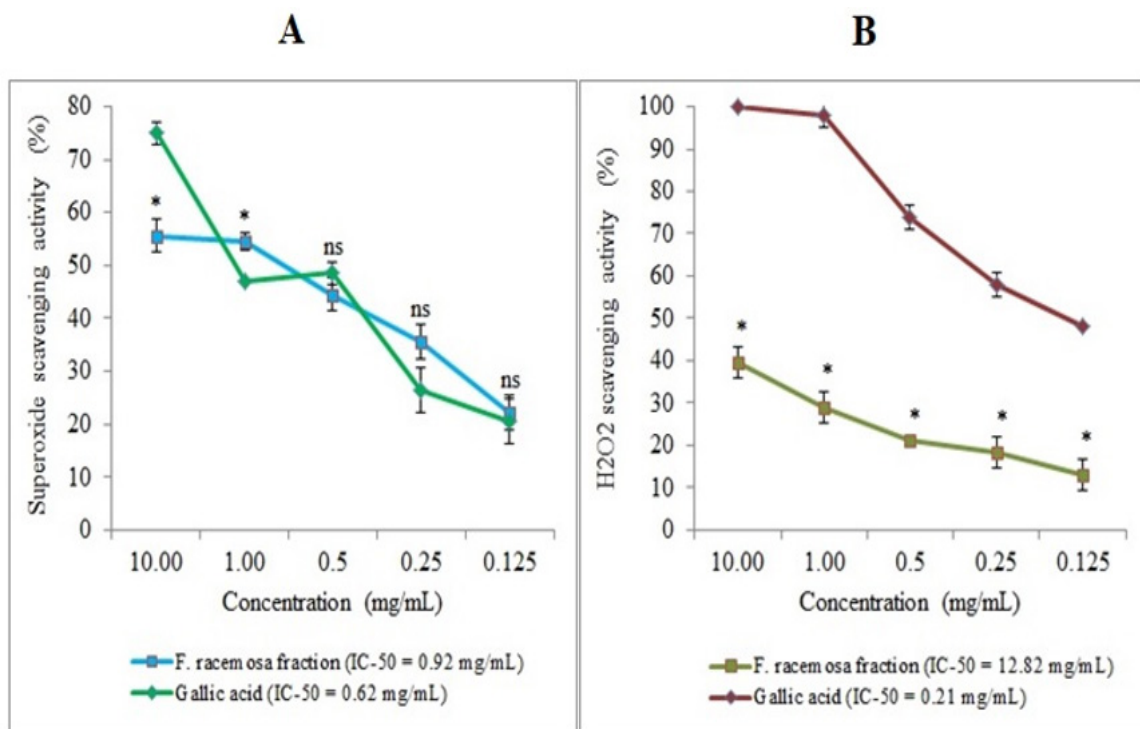 A
B
Superoxide scavenging activity (%)
80
70
60
50
40
30
20
10
0
*
*
ns
ns
ns
10.00 1.00 0.5 0.25 0.125
Concentration (mg/mL)
F. racemosa fraction (IC-50 = 0.92 mg/mL)
Gallic acid (IC-50 = 0.62 mg/mL)
H2O2 scavenging activity (%)
100
90
80
70
60
50
40
30
20
10
0
*
*
*
*
*
10.00 1.00 0.5 0.25 0.125
Concentration (mg/mL)
F. racemosa fraction (IC-50 = 12.82 mg/mL)
Gallic acid (IC-50 = 0.21 mg/mL)